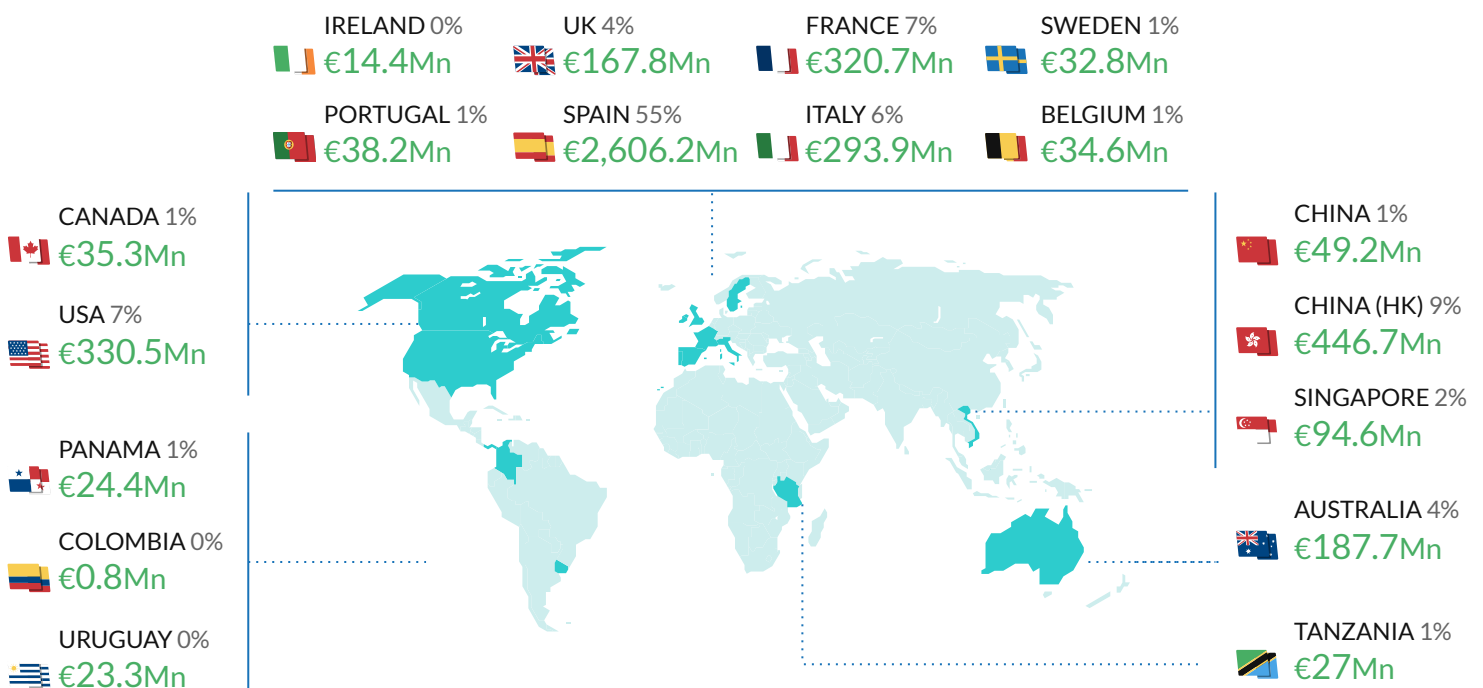 IRELAND 0%
€14.4Mn
UK 4%
€167.8Mn
FRANCE 7%
€320.7Mn
SWEDEN 1%
€32.8Mn
PORTUGAL 1%
€38.2Mn
SPAIN 55%
€2,606.2Mn
ITALY 6%
€293.9Mn
BELGIUM 1%
€34.6Mn
CANADA 1%
€35.3Mn
USA 7%
€330.5Mn
PANAMA 1%
€24.4Mn
COLOMBIA 0%
€0.8Mn
URUGUAY 0%
€23.3Mn
CHINA 1%
€49.2Mn
CHINA (HK) 9%
€446.7Mn
SINGAPORE 2%
€94.6Mn
AUSTRALIA 4%
€187.7Mn
TANZANIA 1%
€27Mn